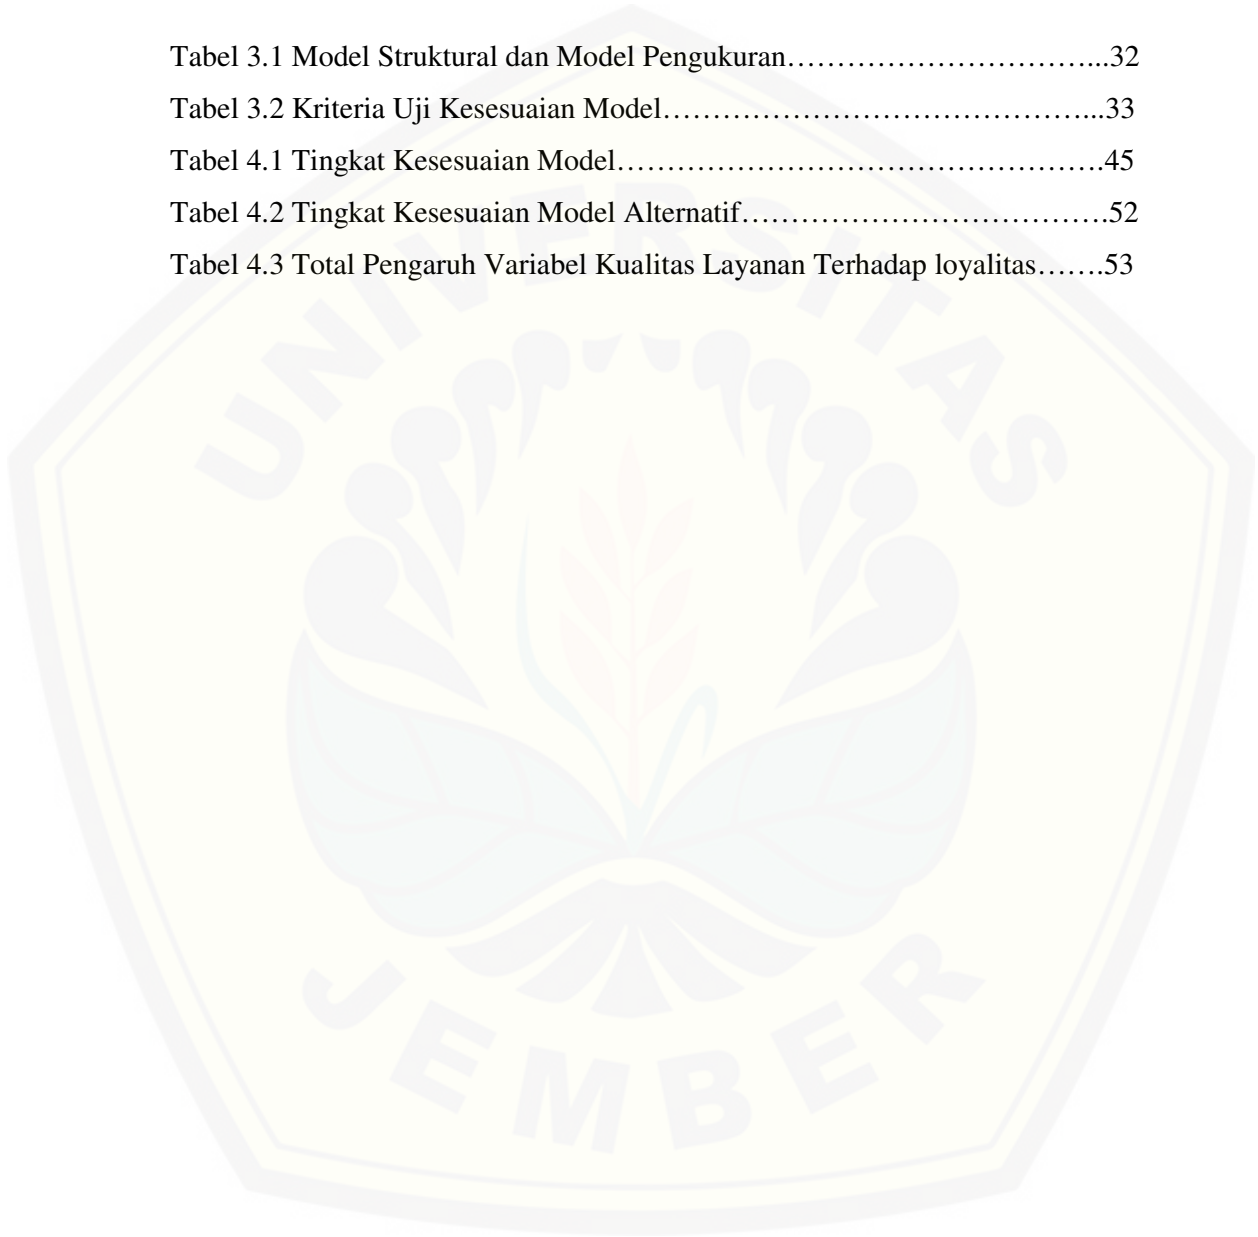 Tabel 3.1 Model Struktural dan Model Pengukuran…………………………...32
Tabel 3.2 Kriteria Uji Kesesuaian Model……………………………………...33
Tabel 4.1 Tingkat Kesesuaian Model………………………………………….45
Tabel 4.2 Tingkat Kesesuaian Model Alternatif……………………………….52
Tabel 4.3 Total Pengaruh Variabel Kualitas Layanan Terhadap loyalitas…….53
UNIVERSITAS
JEMBER